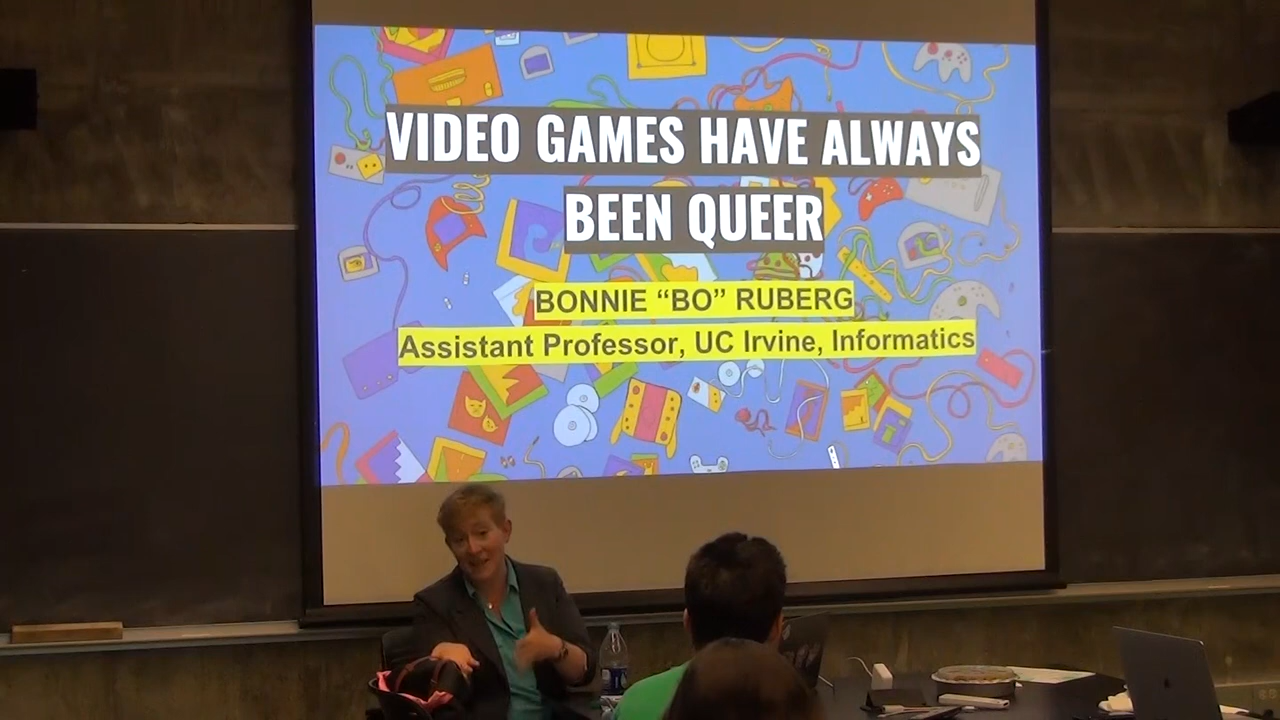 VIDEO GAMES HAVE ALWAYS
BEEN QUEER
BONNIE “BO” RUBERG
Assistant Professor, UC Irvine, Informatics